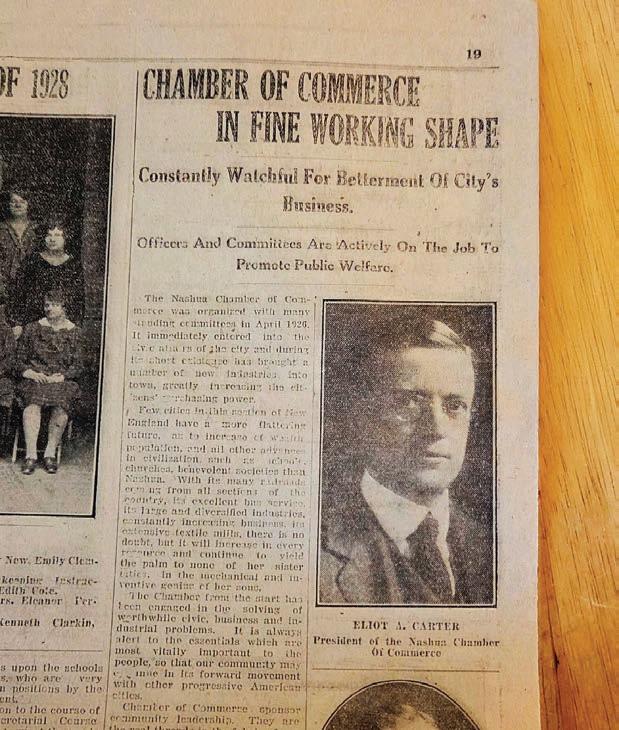 19
OF 1928
CHAMBER OF COMMERCE
IN FINE WORKING SHAPE
Constantly Watchful For Betterment Of City's
Business.
Officers And Committees Are Actively On The Job To
Promote Public Welfare.
The Nashua Chamber of Com-
merce was organized with many
standing committees in April 1926.
It immediately entered into the
civic affairs of the city and during
its short existence has brought a
number of new industries into
town, greatly increasing the cit-
izens' purchasing power.
Few cities in this section of New
England have a more flattering
future, as to increase of wealth
population, and all other advances
in civilization, such as schools,
churches, benevolent societies than
Nashua. With its many railroads
coming from all sections of the
country, its excellent bus service,
its large and diversified industries,
constantly increasing business, its
extensive textile mills, there is no
doubt, but it will increase in every
resource and continue to yield
the palm to none of her sister
cities, in the mechanical and in-
ventive genius of her sons.
The Chamber from the start has
been engaged in the solving of
worthwhile civic, business and in-
dustrial problems. It is always
alert to the essentials which are
most vitally important to the
people, so that our community may
in its forward movement
with other progressive American
cities.
Chambers of Commerce sponsor
community leadership. They are
ELIOT A. CARTER
President of the Nashua Chamber
Of Commerce
New, Emily Clem-
keeping Instruc-
Edith Cote.
rs. Eleanor Per-
Kenneth Clarkin,
s upon the schools
s, who are very
n positions by the
ent.
on to the course of
cretarial Course